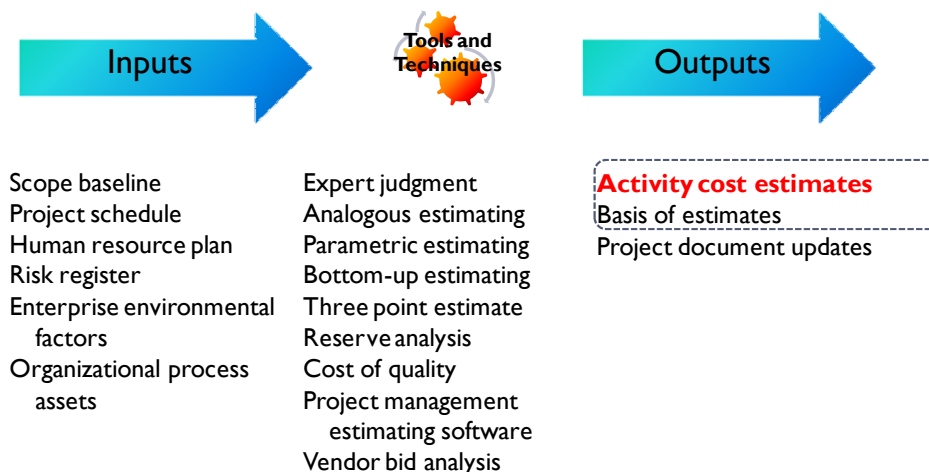 Inputs
Tools and
Techniques
Outputs
Scope baseline
Project schedule
Human resource plan
Risk register
Enterprise environmental
factors
Organizational process
assets
Expert judgment
Analogous estimating
Parametric estimating
Bottom-up estimating
Three point estimate
Reserve analysis
Cost of quality
Project management
estimating software
Vendor bid analysis
Activity cost estimates
Basis of estimates
Project document updates